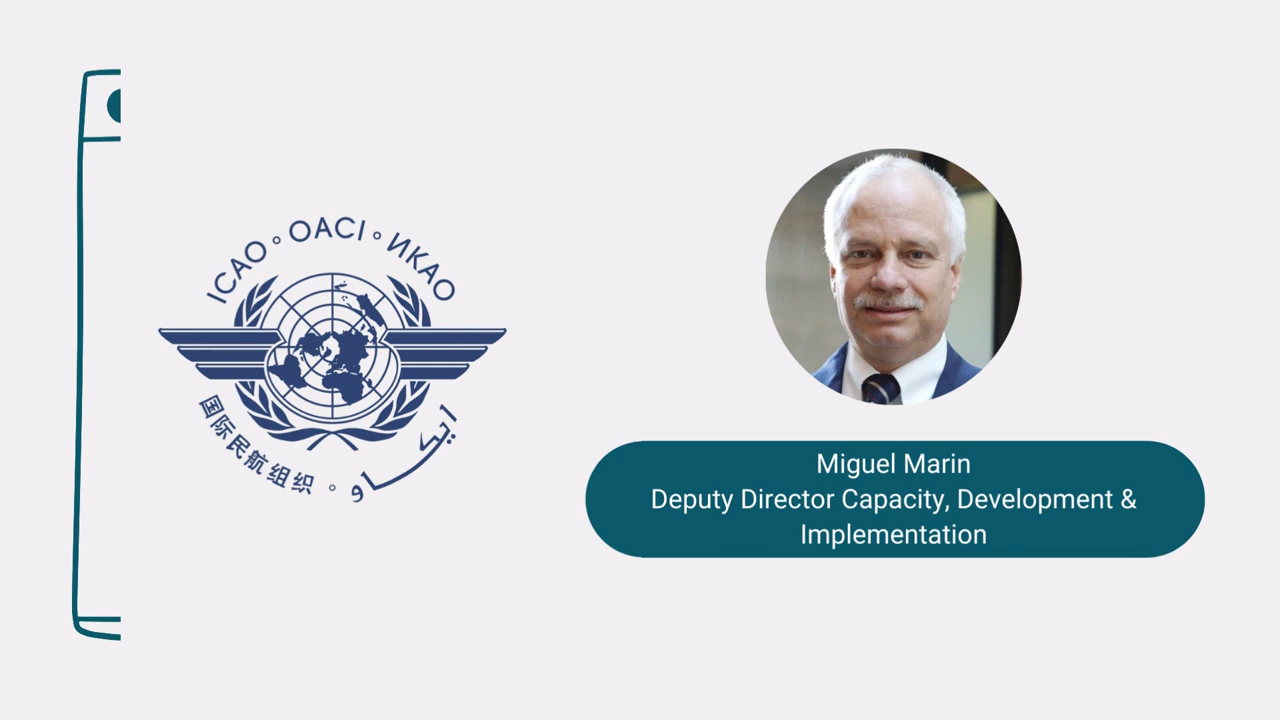 ICAO ° OACI ° ИКАО
国际民航组织 ° ايكاو
Miguel Marin
Deputy Director Capacity, Development &
Implementation